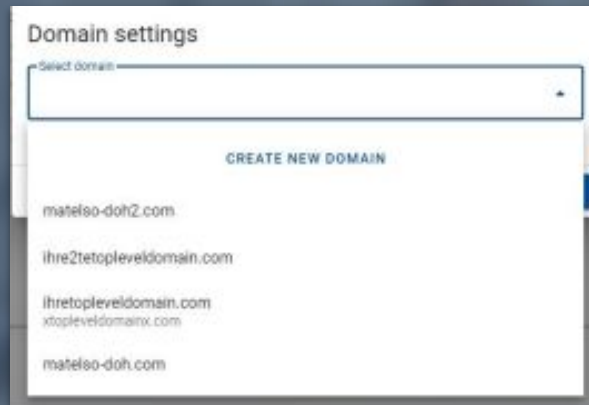 Domain settings
Select domain
CREATE NEW DOMAIN
matelso-doh2.com
ihre2tetopleveldomain.com
ihretopleveldomain.com
xtopleveldomainx.com
matelso-doh.com